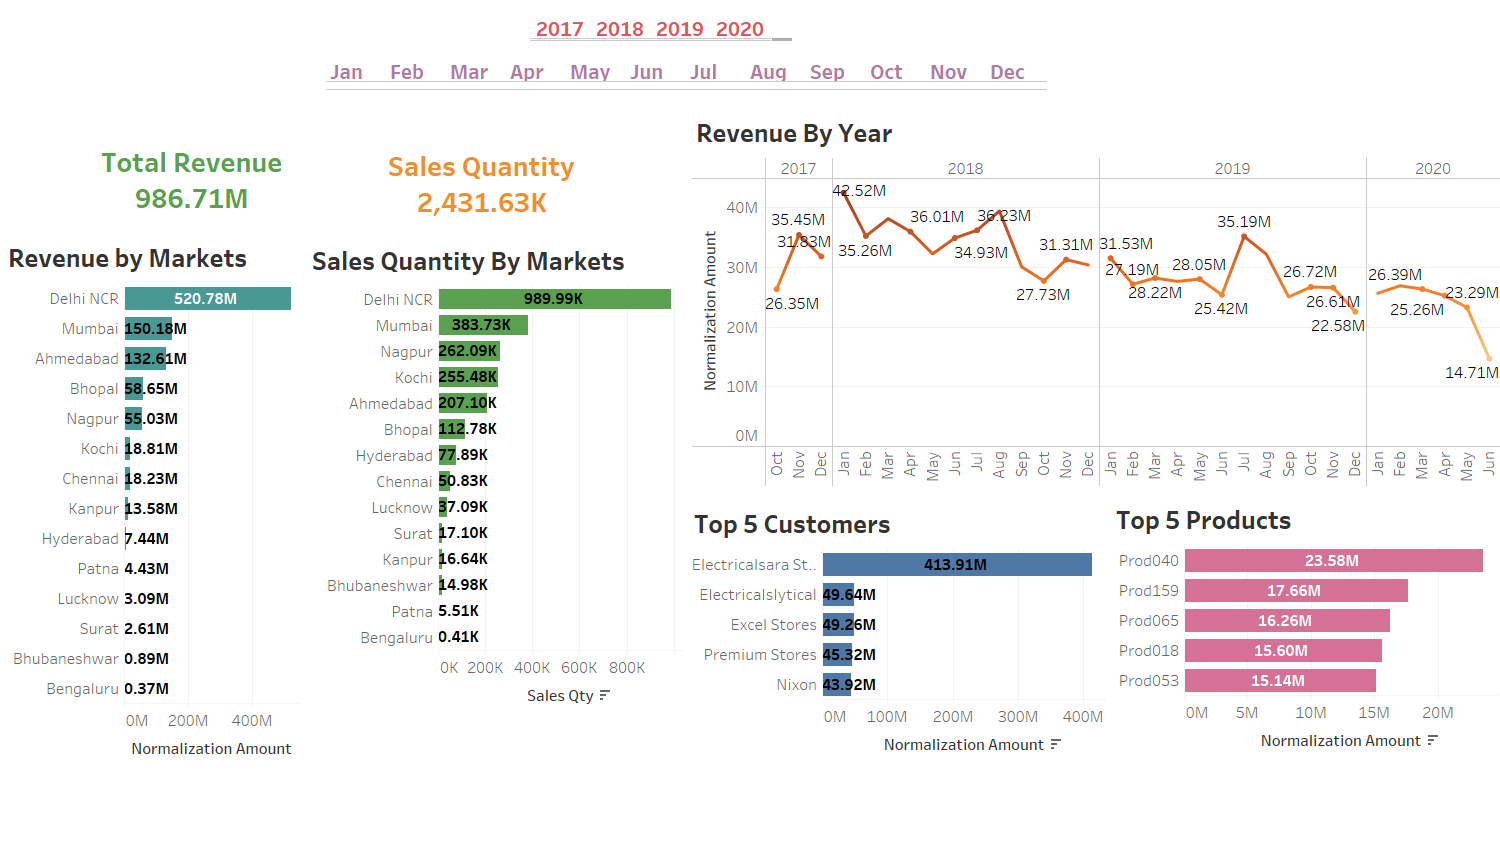 2017 2018 2019 2020
Jan Feb Mar Apr May Jun Jul Aug Sep Oct Nov Dec
Total Revenue
986.71M
Sales Quantity
2,431.63K
Revenue by Markets
Delhi NCR 520.78M
Mumbai 150.18M
Ahmedabad 132.61M
Bhopal 58.65M
Nagpur 55.03M
Kochi 18.81M
Chennai 18.23M
Kanpur 13.58M
Hyderabad 7.44M
Patna 4.43M
Lucknow 3.09M
Surat 2.61M
Bhubaneshwar 0.89M
Bengaluru 0.37M
0M 200M 400M
Normalization Amount
Sales Quantity By Markets
Delhi NCR 989.99K
Mumbai 383.73K
Nagpur 262.09K
Kochi 255.48K
Ahmedabad 207.10K
Bhopal 112.78K
Hyderabad 77.89K
Chennai 50.83K
Lucknow 37.09K
Surat 17.10K
Kanpur 16.64K
Bhubaneshwar 14.98K
Patna 5.51K
Bengaluru 0.41K
0K 200K 400K 600K 800K
Sales Qty
Revenue By Year
2017 2018 2019 2020
Normalization Amount
40M
30M
20M
10M
0M
26.35M
35.45M
31.83M
42.52M
35.26M
36.01M
34.93M
36.23M
27.73M
31.31M
31.53M
27.19M
28.22M
28.05M
25.42M
35.19M
26.72M
26.61M
22.58M
26.39M
25.26M
23.29M
14.71M
Oct Nov Dec Jan Feb Mar Apr May Jun Jul Aug Sep Oct Nov Dec Jan Feb Mar Apr May Jun Jul Aug Sep Oct Nov Dec Jan Feb Mar Apr May Jun
Top 5 Customers
Electricalsara St.. 413.91M
Electricalslytical 49.64M
Excel Stores 49.26M
Premium Stores 45.32M
Nixon 43.92M
0M 100M 200M 300M 400M
Normalization Amount
Top 5 Products
Prod040 23.58M
Prod159 17.66M
Prod065 16.26M
Prod018 15.60M
Prod053 15.14M
0M 5M 10M 15M 20M
Normalization Amount